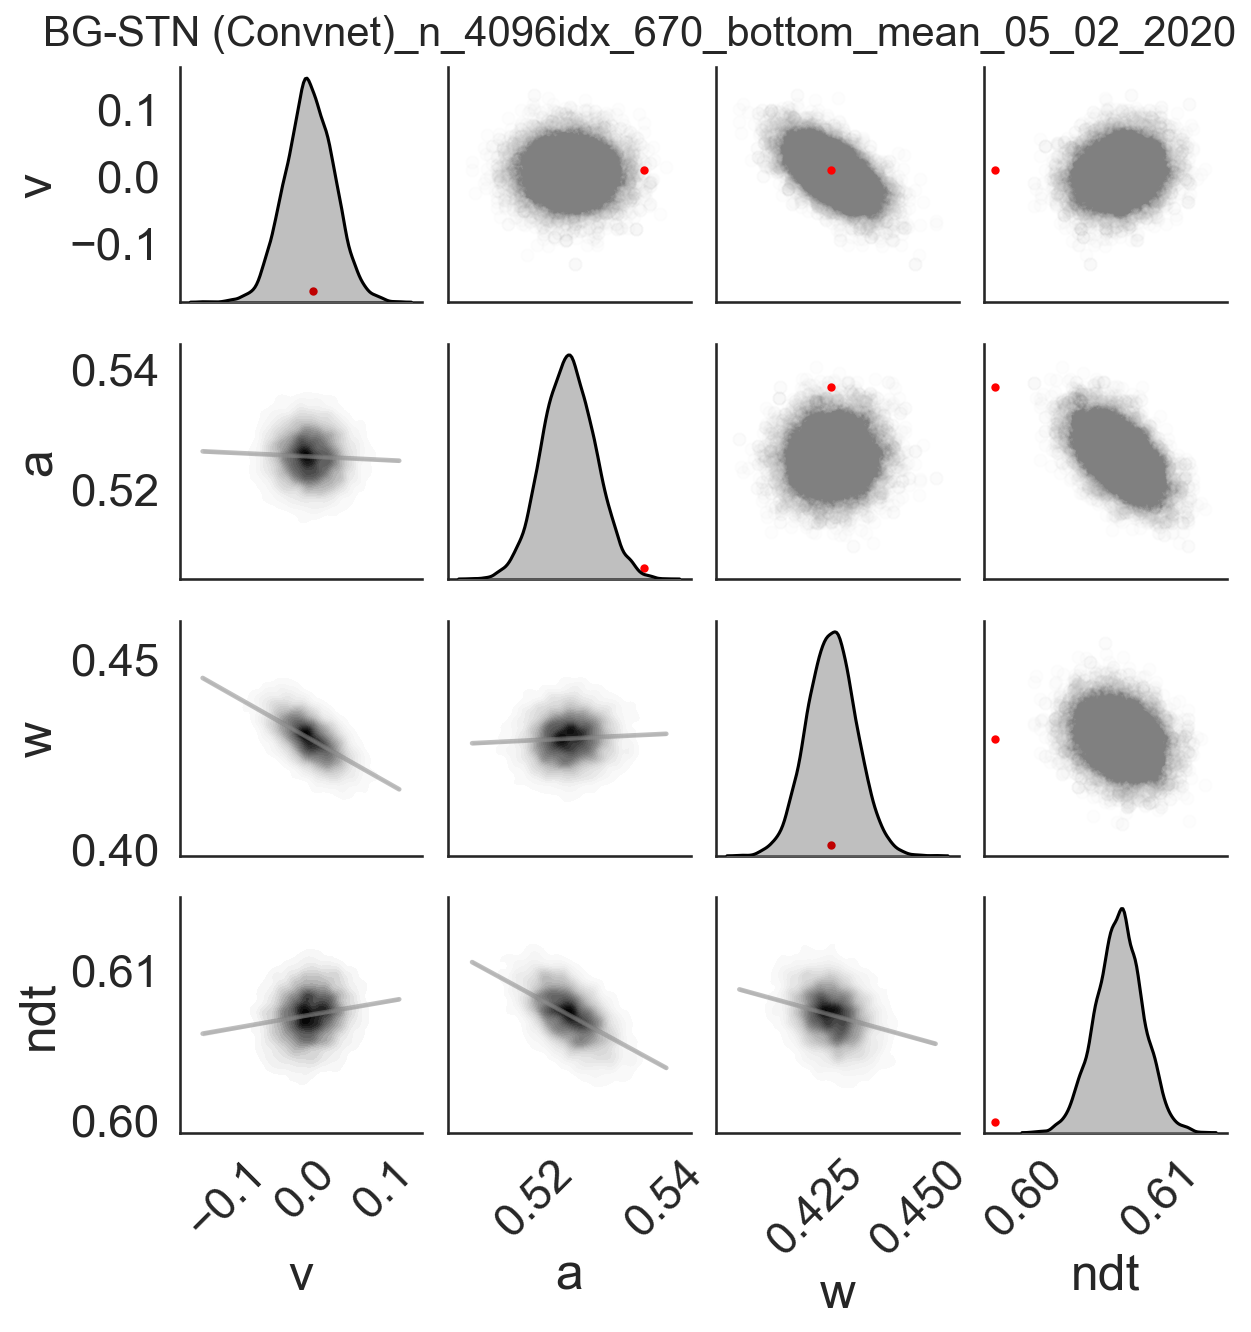 BG-STN (Convnet)_n_4096idx_670_bottom_mean_05_02_2020
0.1
0.0
−0.1
v
0.54
0.52
a
0.45
0.40
w
0.61
0.60
ndt
−0.1 0.0 0.1
0.52 0.54
0.425 0.450
0.60 0.61
v
a
w
ndt